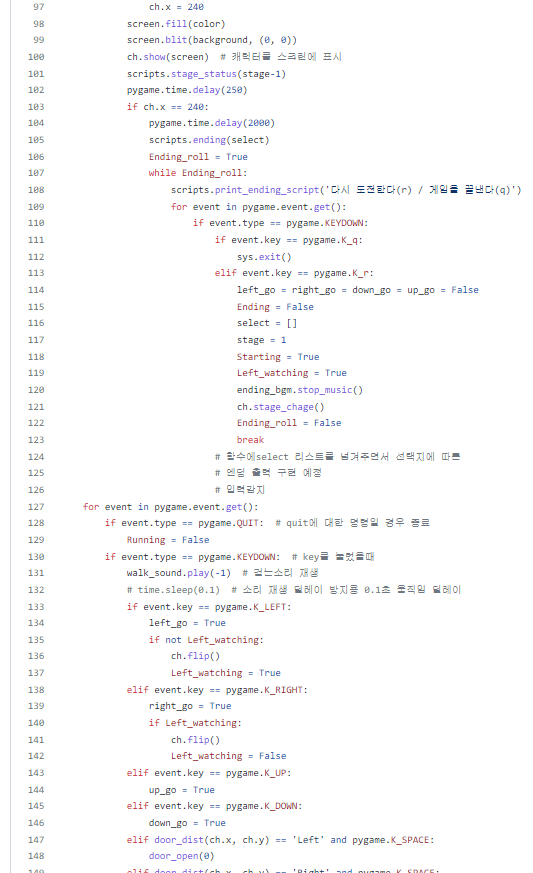 97 ch.x = 240
98 screen.fill(color)
99 screen.blit(background, (0, 0))
100 ch.show(screen)  # 캐릭터를 스크린에 표시
101 scripts.stage_status(stage-1)
102 pygame.time.delay(250)
103 if ch.x == 240:
104 pygame.time.delay(2000)
105 scripts.ending(select)
106 Ending_roll = True
107 while Ending_roll:
108 scripts.print_ending_script('다시 도전한다(r) / 게임을 끝낸다(q)')
109 for event in pygame.event.get():
110 if event.type == pygame.KEYDOWN:
111 if event.key == pygame.K_q:
112 sys.exit()
113 elif event.key == pygame.K_r:
114 left_go = right_go = down_go = up_go = False
115 Ending = False
116 select = []
117 stage = 1
118 Starting = True
119 Left_watching = True
120 ending_bgm.stop_music()
121 ch.stage_chage()
122 Ending_roll = False
123 break
124 # 함수에select 리스트를 넘겨주면서 선택지에 따른
125 # 엔딩 출력 구현 예정
126 # 입력감지
127 for event in pygame.event.get():
128 if event.type == pygame.QUIT:  # quit에 대한 명령일 경우 종료
129 Running = False
130 if event.type == pygame.KEYDOWN:  # key를 눌렀을때
131 walk_sound.play(-1)  # 걷는소리 재생
132 # time.sleep(0.1)  # 소리 재생 딜레이 방지용 0.1초 움직임 딜레이
133 if event.key == pygame.K_LEFT:
134 left_go = True
135 if not Left_watching:
136 ch.flip()
137 Left_watching = True
138 elif event.key == pygame.K_RIGHT:
139 right_go = True
140 if Left_watching:
141 ch.flip()
142 Left_watching = False
143 elif event.key == pygame.K_UP:
144 up_go = True
145 elif event.key == pygame.K_DOWN:
146 down_go = True
147 elif door_dist(ch.x, ch.y) == 'Left' and pygame.K_SPACE:
148 door_open(0)
149 elif door_dist(ch.x, ch.y) == 'Right' and pygame.K_SPACE: